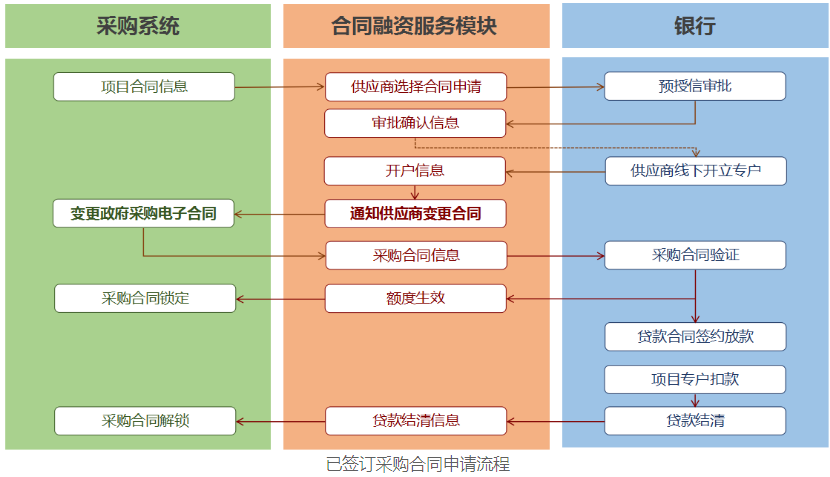 采购系统
合同融资服务模块
银行
项目合同信息
供应商选择合同申请
预授信审批
审批确认信息
开户信息
供应商线下开立专户
变更政府采购电子合同
通知供应商变更合同
采购合同信息
采购合同验证
采购合同锁定
额度生效
贷款合同签约放款
项目专户扣款
采购合同解锁
贷款结清信息
贷款结清
已签订采购合同申请流程